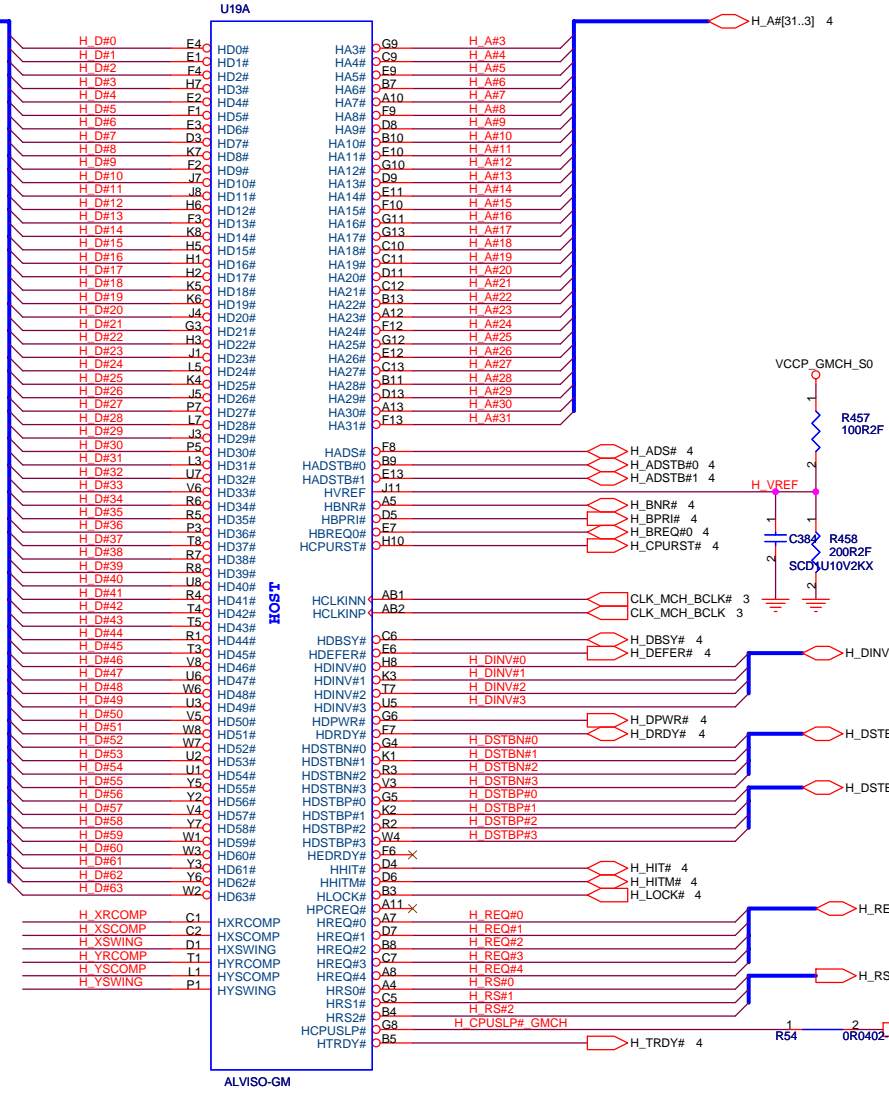 U19A
H_A#[31..3] 4
H_D#0 E4 HD0# HA3# G9 H_A#3
H_D#1 E1 HD1# HA4# C9 H_A#4
H_D#2 F4 HD2# HA5# E9 H_A#5
H_D#3 H7 HD3# HA6# B7 H_A#6
H_D#4 E2 HD4# HA7# A10 H_A#7
H_D#5 F1 HD5# HA8# F9 H_A#8
H_D#6 E3 HD6# HA9# D8 H_A#9
H_D#7 D3 HD7# HA10# B10 H_A#10
H_D#8 K7 HD8# HA11# E10 H_A#11
H_D#9 F2 HD9# HA12# G10 H_A#12
H_D#10 J7 HD10# HA13# D9 H_A#13
H_D#11 J8 HD11# HA14# E11 H_A#14
H_D#12 H6 HD12# HA15# F10 H_A#15
H_D#13 F3 HD13# HA16# G11 H_A#16
H_D#14 K8 HD14# HA17# G13 H_A#17
H_D#15 H5 HD15# HA18# C10 H_A#18
H_D#16 H1 HD16# HA19# C11 H_A#19
H_D#17 H2 HD17# HA20# D11 H_A#20
H_D#18 K5 HD18# HA21# C12 H_A#21
H_D#19 K6 HD19# HA22# B13 H_A#22
H_D#20 J4 HD20# HA23# A12 H_A#23
H_D#21 G3 HD21# HA24# F12 H_A#24
H_D#22 H3 HD22# HA25# G12 H_A#25
H_D#23 J1 HD23# HA26# E12 H_A#26
H_D#24 L5 HD24# HA27# C13 H_A#27
H_D#25 K4 HD25# HA28# B11 H_A#28
H_D#26 J5 HD26# HA29# D13 H_A#29
H_D#27 P7 HD27# HA30# A13 H_A#30
H_D#28 L7 HD28# HA31# F13 H_A#31
VCCP_GMCH_S0
1
R457
100R2F
2
H_D#29 J3 HD29#
H_D#30 P5 HD30# HADS# F8 H_ADS# 4
H_D#31 L3 HD31# HADSTB#0 B9 H_ADSTB#0 4
H_D#32 U7 HD32# HADSTB#1 E13 H_ADSTB#1 4
H_D#33 V6 HD33# HVREF J11 H_VREF
H_D#34 R6 HD34# HBNR# A5 H_BNR# 4
H_D#35 R5 HD35# HBPRI# D5 H_BPRI# 4
H_D#36 P3 HD36# HBREQ0# E7 H_BREQ0# 4
H_D#37 T8 HD37# HCPURST# H10 H_CPURST# 4
1 1
C384 R458
200R2F
SCD1U10V2KX
2 2
H_D#38 R7 HD38#
H_D#39 R8 HD39#
H_D#40 U8 HD40#
H_D#41 R4 HD41# HCLKINN AB1 CLK_MCH_BCLK# 3
H_D#42 T4 HD42# HCLKINP AB2 CLK_MCH_BCLK 3
HOST
H_D#43 T5 HD43#
H_D#44 R1 HD44# HDBSY# C6 H_DBSY# 4
H_D#45 T3 HD45# HDEFER# E6 H_DEFER# 4
H_D#46 V8 HD46# HDINV#0 H8 H_DINV#0 H_DINV
H_D#47 U6 HD47# HDINV#1 K3 H_DINV#1
H_D#48 W6 HD48# HDINV#2 T7 H_DINV#2
H_D#49 U3 HD49# HDINV#3 U5 H_DINV#3
H_D#50 V5 HD50# HDPWR# G6 H_DPWR# 4
H_D#51 W8 HD51# HDRDY# F7 H_DRDY# 4
H_D#52 W7 HD52# HDSTBN#0 G4 H_DSTBN#0
H_D#53 U2 HD53# HDSTBN#1 K1 H_DSTBN#1
H_D#54 U1 HD54# HDSTBN#2 R3 H_DSTBN#2
H_D#55 Y5 HD55# HDSTBN#3 V3 H_DSTBN#3
H_D#56 Y2 HD56# HDSTBP#0 G5 H_DSTBP#0
H_D#57 V4 HD57# HDSTBP#1 K2 H_DSTBP#1
H_D#58 Y7 HD58# HDSTBP#2 R2 H_DSTBP#2
H_D#59 W1 HD59# HDSTBP#3 W4 H_DSTBP#3
H_D#60 W3 HD60# HEDRDY# F6
H_D#61 Y3 HD61# HHIT# D4 H_HIT# 4
H_D#62 Y6 HD62# HHITM# D6 H_HITM# 4
H_D#63 W2 HD63# HLOCK# B3 H_LOCK# 4
HPCREQ# A11
H_XRCOMP C1 HXRCOMP HREQ#0 A7 H_REQ#0
H_XSCOMP C2 HXSCOMP HREQ#1 D7 H_REQ#1
H_XSWING D1 HXSWING HREQ#2 B8 H_REQ#2
H_YRCOMP T1 HYRCOMP HREQ#3 C7 H_REQ#3
H_YSCOMP L1 HYSCOMP HREQ#4 A8 H_REQ#4
H_YSWING P1 HYSWING HRS0# A4 H_RS#0
HRS1# C5 H_RS#1
HRS2# B4 H_RS#2
HCPUSLP# G8 H_CPUSLP#_GMCH 1 2
R54 0R0402-
HTRDY# B5 H_TRDY# 4
ALVISO-GM